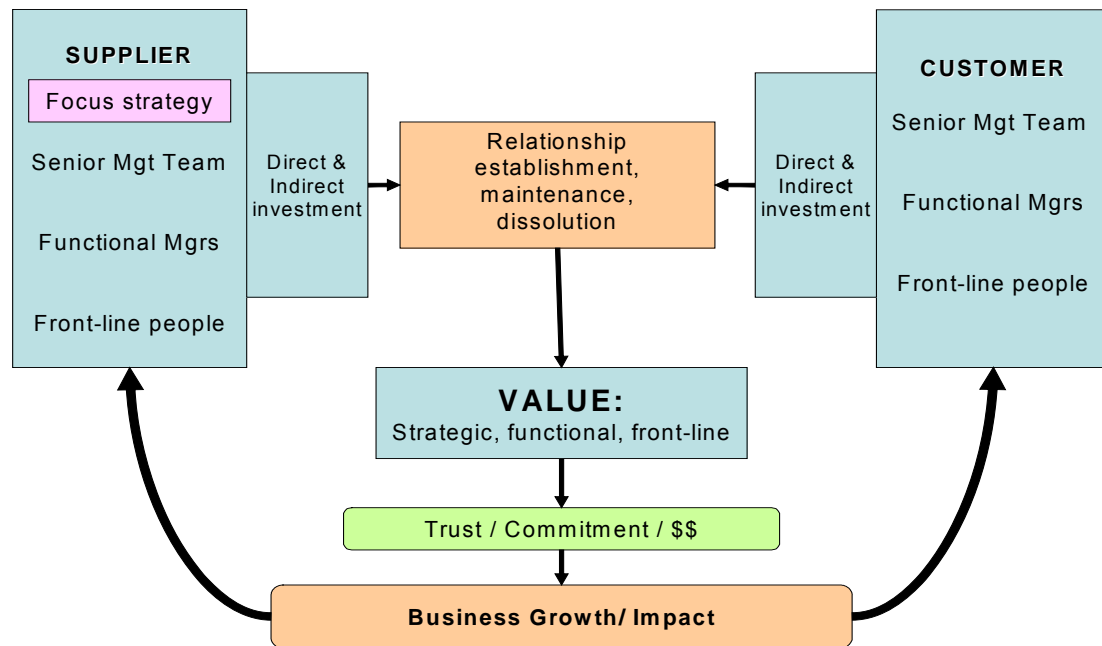 SUPPLIER
Focus strategy
Senior Mgt Team
Functional Mgrs
Front-line people
Direct &
Indirect
investment
Relationship
establishment,
maintenance,
dissolution
Direct &
Indirect
investment
CUSTOMER
Senior Mgt Team
Functional Mgrs
Front-line people
VALUE:
Strategic, functional, front-line
Trust / Commitment / $$
Business Growth/ Impact